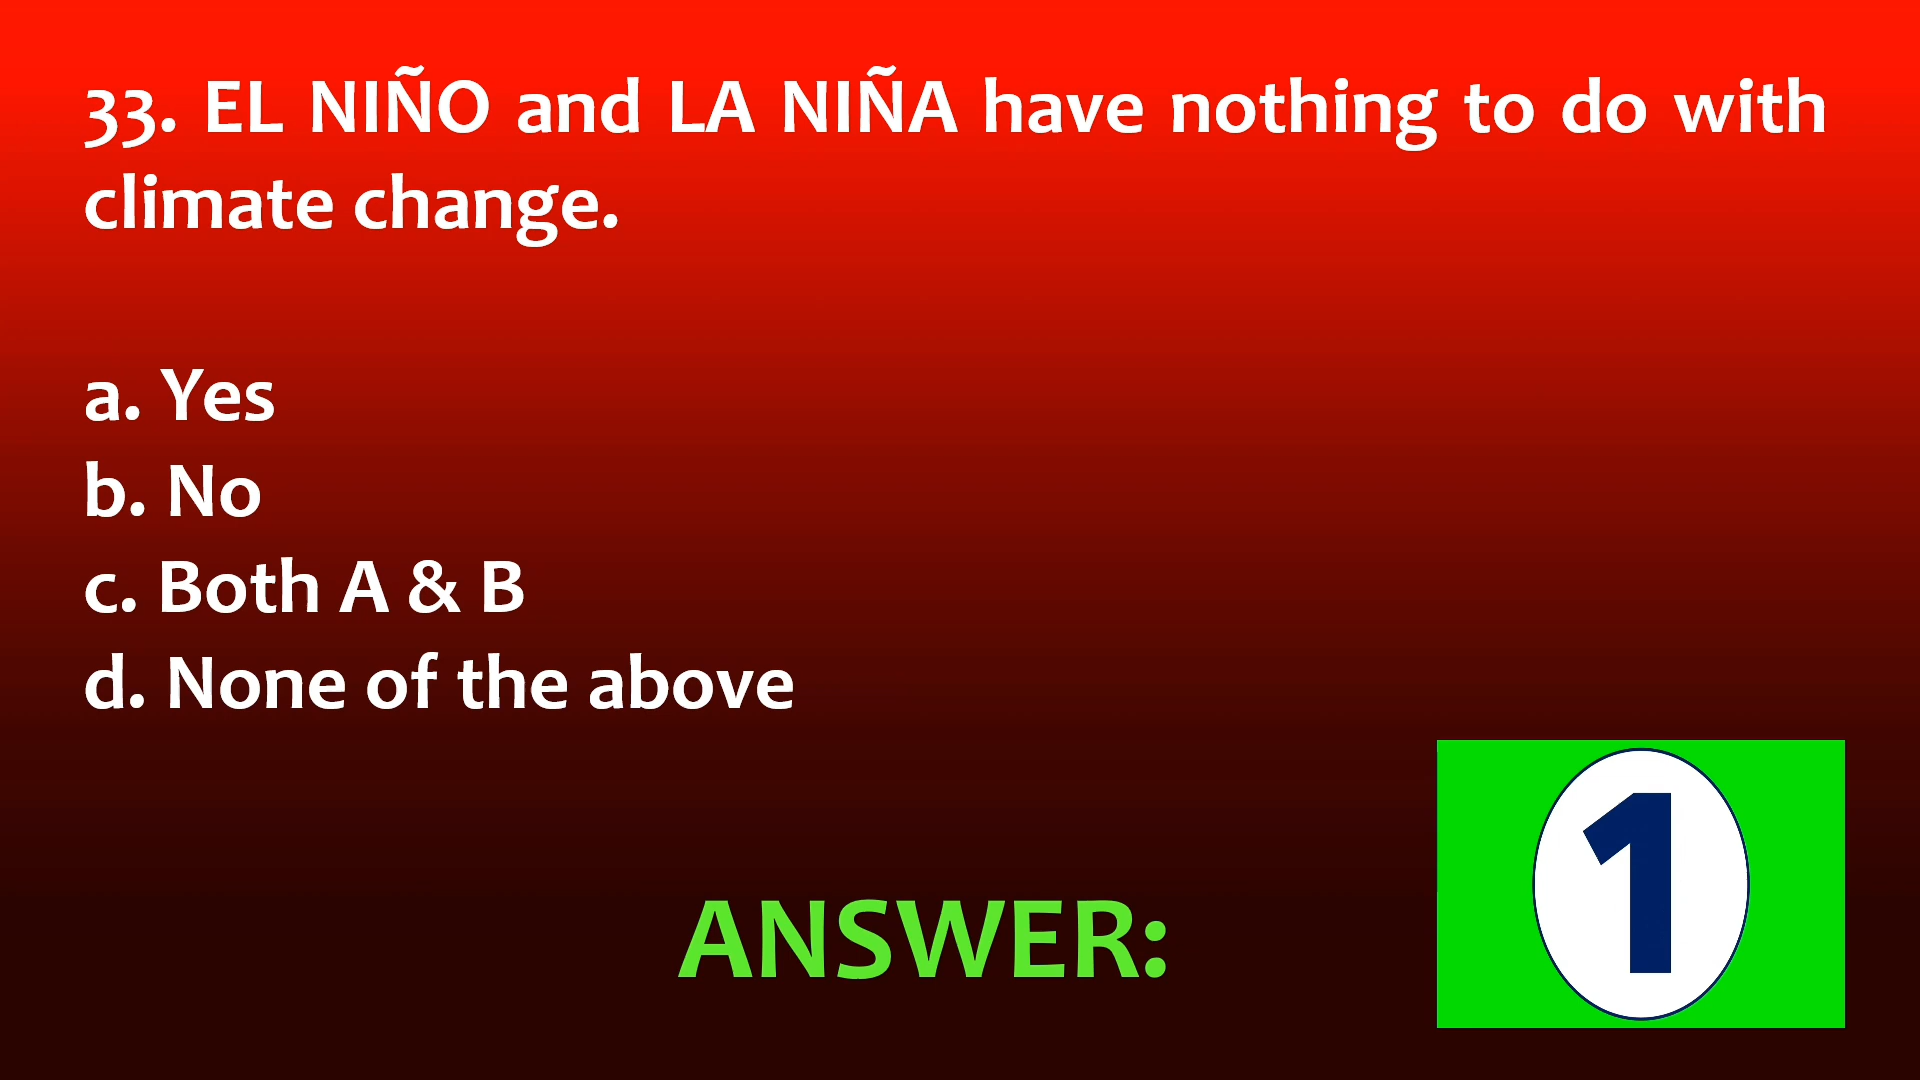 33. EL NIÑO and LA NIÑA have nothing to do with
climate change.
a. Yes
b. No
c. Both A & B
d. None of the above
ANSWER:
1